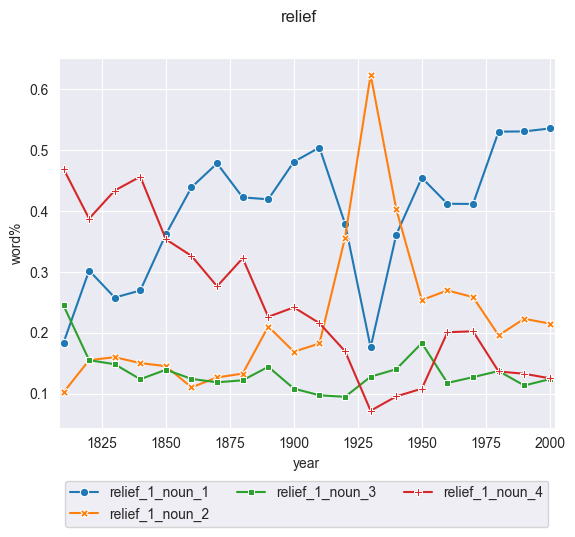 relief
0.6
0.5
0.4
0.3
0.2
0.1
word%
1825 1850 1875 1900 1925 1950 1975 2000
year
relief_1_noun_1 relief_1_noun_3 relief_1_noun_4
relief_1_noun_2